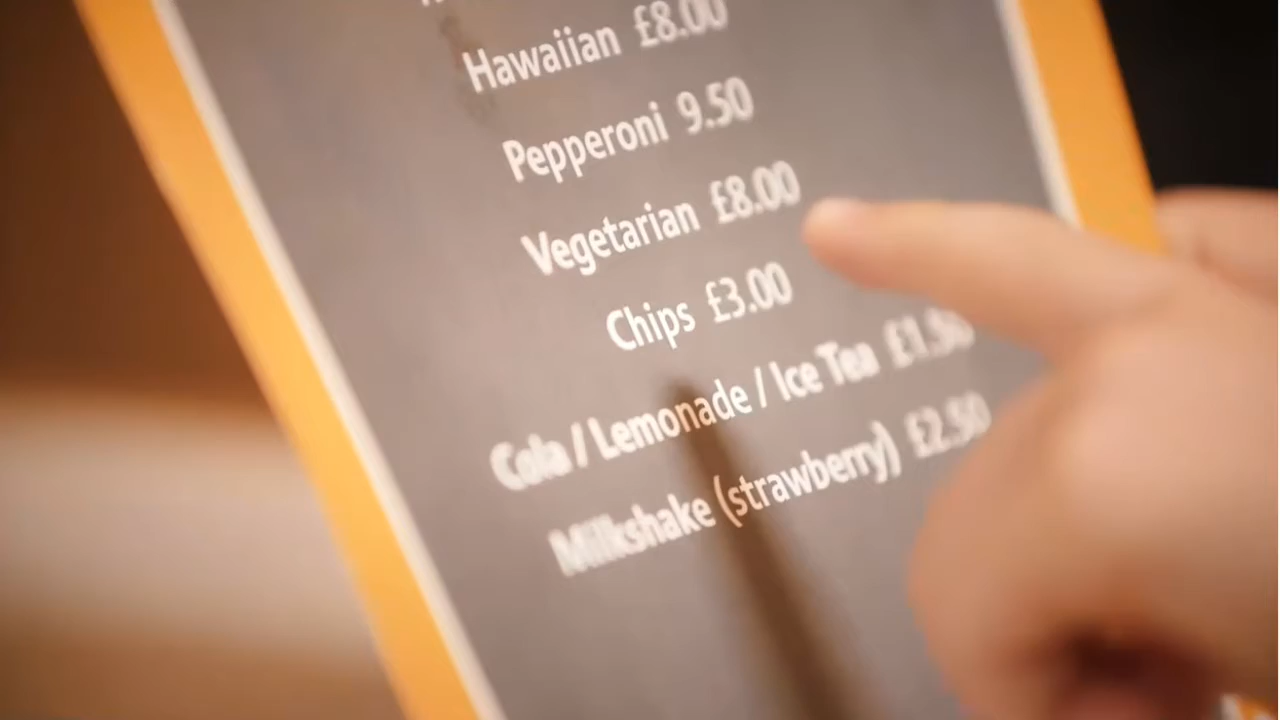 Hawaiian £8.00
Pepperoni 9.50
Vegetarian £8.00
Chips £3.00
Cola / Lemonade / Ice Tea £1.50
Milkshake (strawberry) £2.50